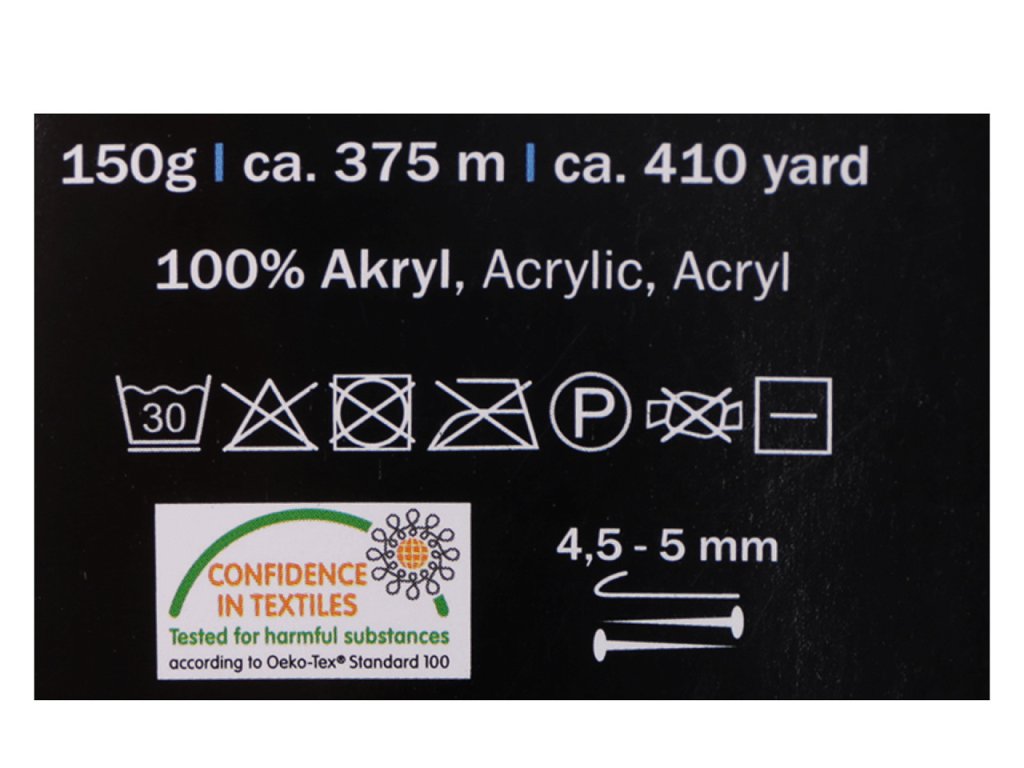 150g | ca. 375 m | ca. 410 yard
100% Akryl, Acrylic, Acryl
30
P
CONFIDENCE
IN TEXTILES
Tested for harmful substances
according to Oeko-Tex® Standard 100
4,5 - 5 mm